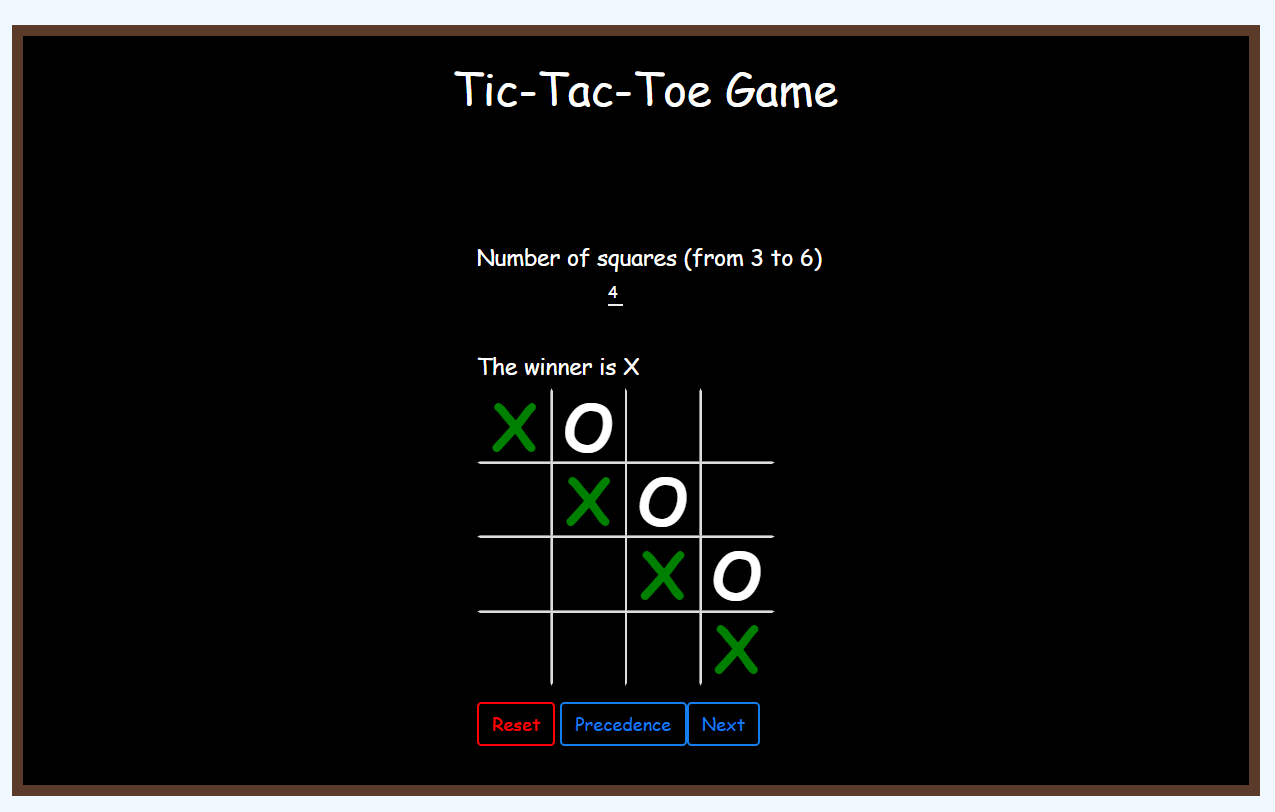 Tic-Tac-Toe Game
Number of squares (from 3 to 6)
4
The winner is X
X O
X O
X O
X
Reset Precedence Next